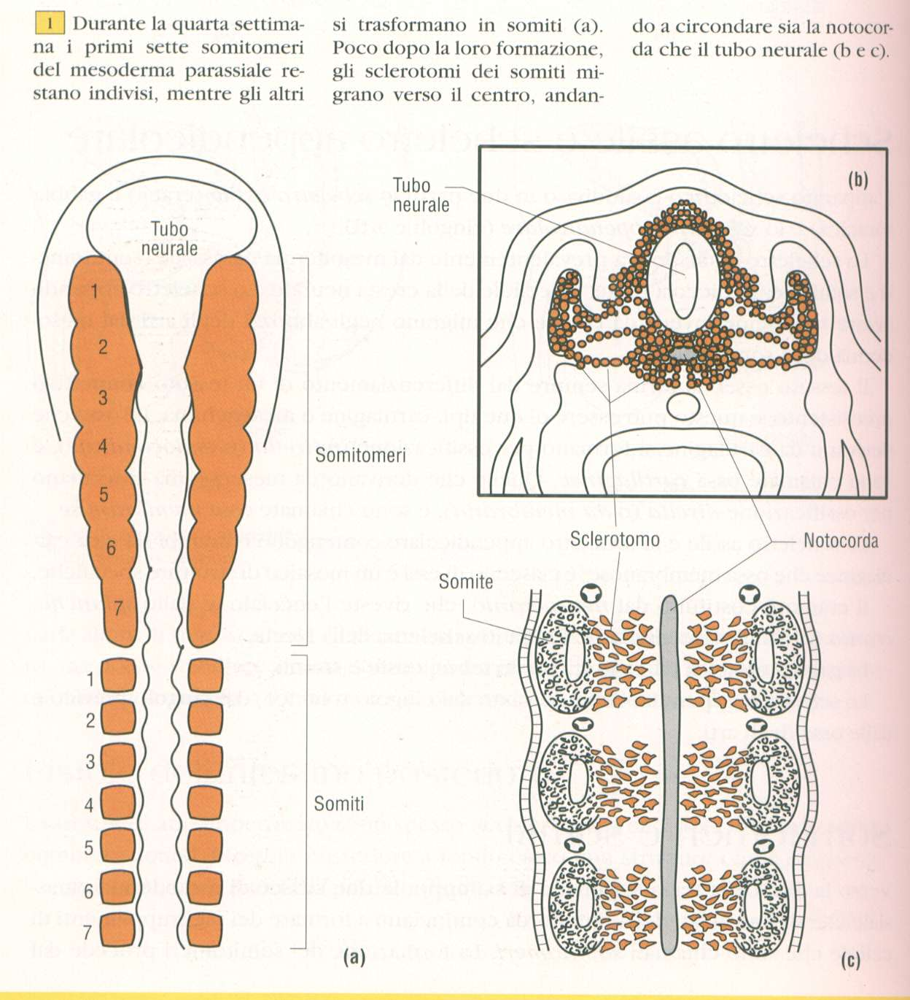 1 Durante la quarta settima-
na i primi sette somitomeri
del mesoderma parassiale re-
stano indivisi, mentre gli altri
si trasformano in somiti (a).
Poco dopo la loro formazione,
gli sclerotomi dei somiti mi-
grano verso il centro, andan-
do a circondare sia la notocor-
da che il tubo neurale (b e c).
Tubo
neurale
1
2
3
4
5
6
7
Somitomeri
1
2
3
4
5
6
7
Somiti
(a)
Tubo
neurale
(b)
Sclerotomo
Notocorda
Somite
(c)